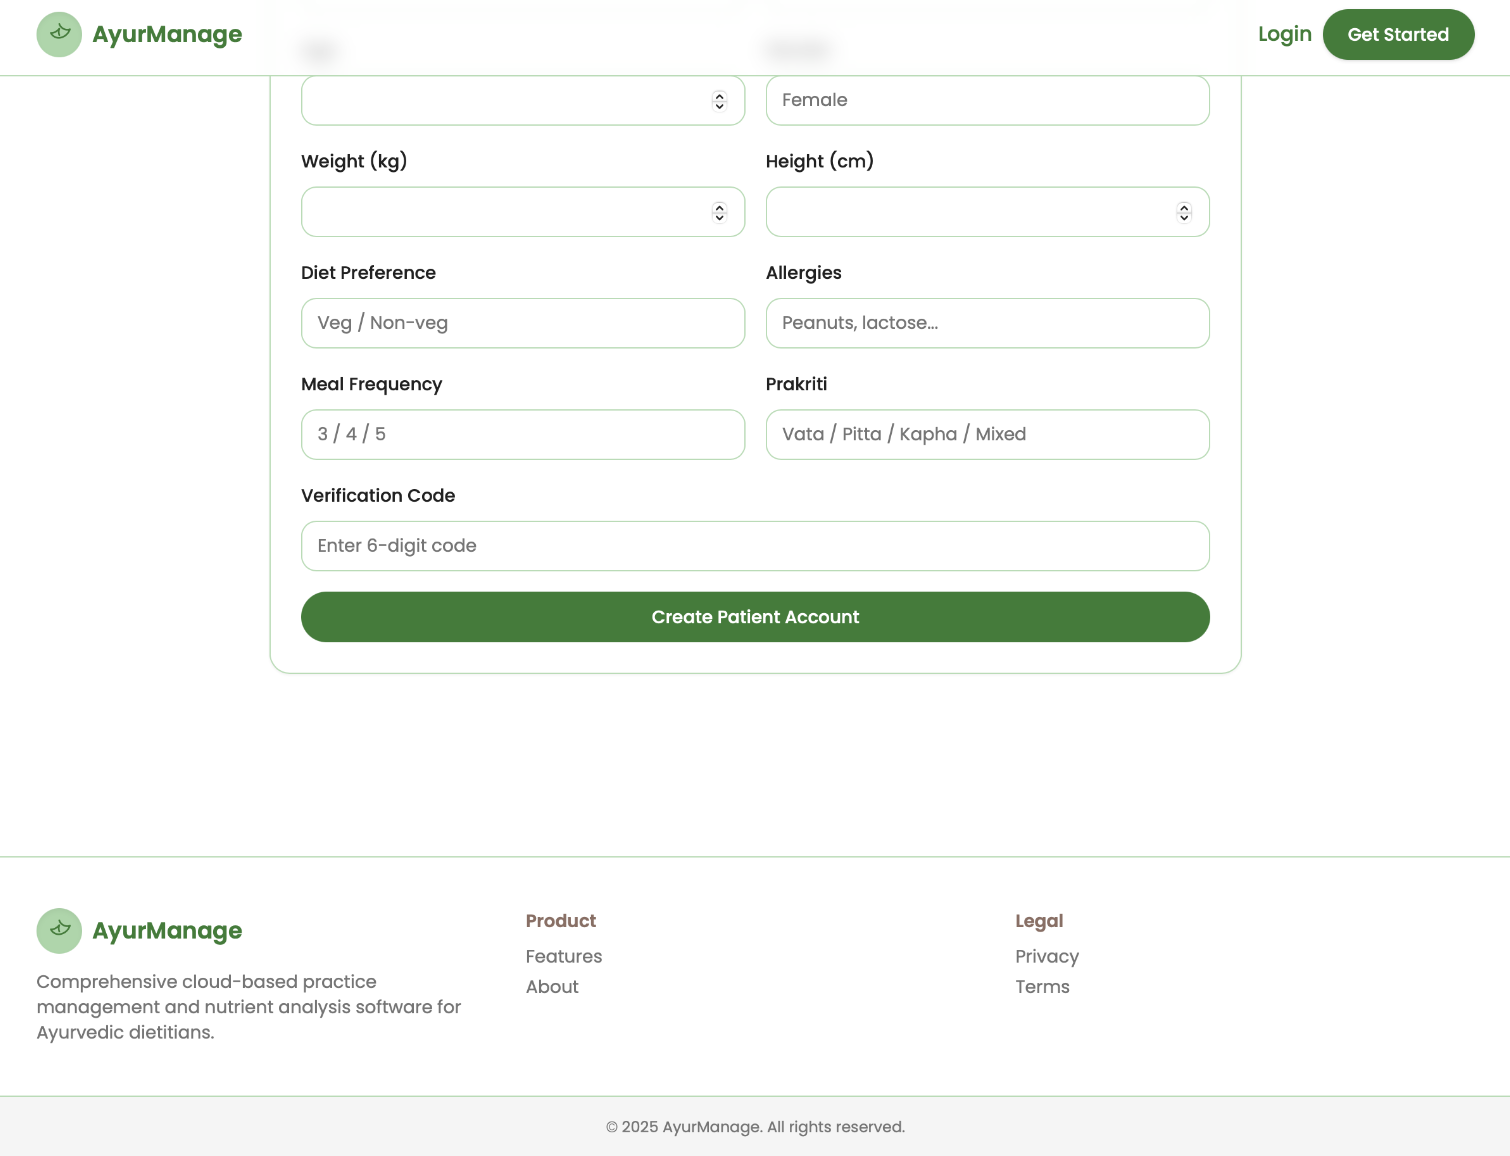 AyurManage
Login
Get Started
Female
Weight (kg)
Height (cm)
Diet Preference
Allergies
Veg / Non-veg
Peanuts, lactose...
Meal Frequency
Prakriti
3 / 4 / 5
Vata / Pitta / Kapha / Mixed
Verification Code
Enter 6-digit code
Create Patient Account
AyurManage
Comprehensive cloud-based practice
management and nutrient analysis software for
Ayurvedic dietitians.
Product
Features
About
Legal
Privacy
Terms
© 2025 AyurManage. All rights reserved.